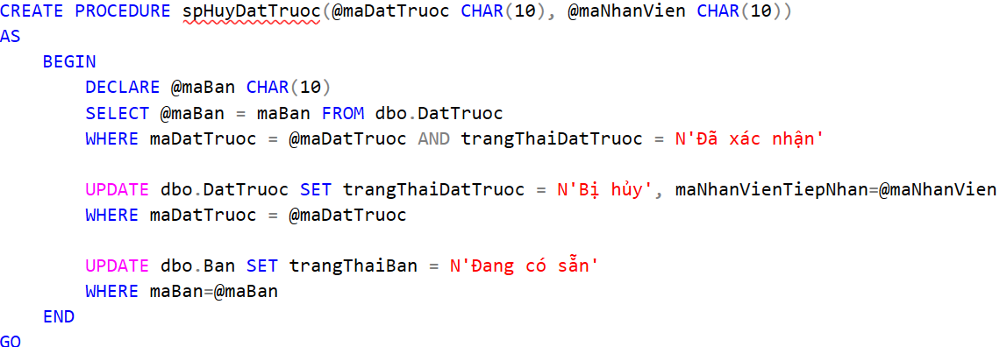 CREATE PROCEDURE spHuyDatTruoc(@maDatTruoc CHAR(10), @maNhanVien CHAR(10))
AS
    BEGIN
        DECLARE @maBan CHAR(10)
        SELECT @maBan = maBan FROM dbo.DatTruoc
        WHERE maDatTruoc = @maDatTruoc AND trangThaiDatTruoc = N'Đã xác nhận'

        UPDATE dbo.DatTruoc SET trangThaiDatTruoc = N'Bị hủy', maNhanVienTiepNhan=@maNhanVien
        WHERE maDatTruoc = @maDatTruoc

        UPDATE dbo.Ban SET trangThaiBan = N'Đang có sẵn'
        WHERE maBan=@maBan
    END
GO